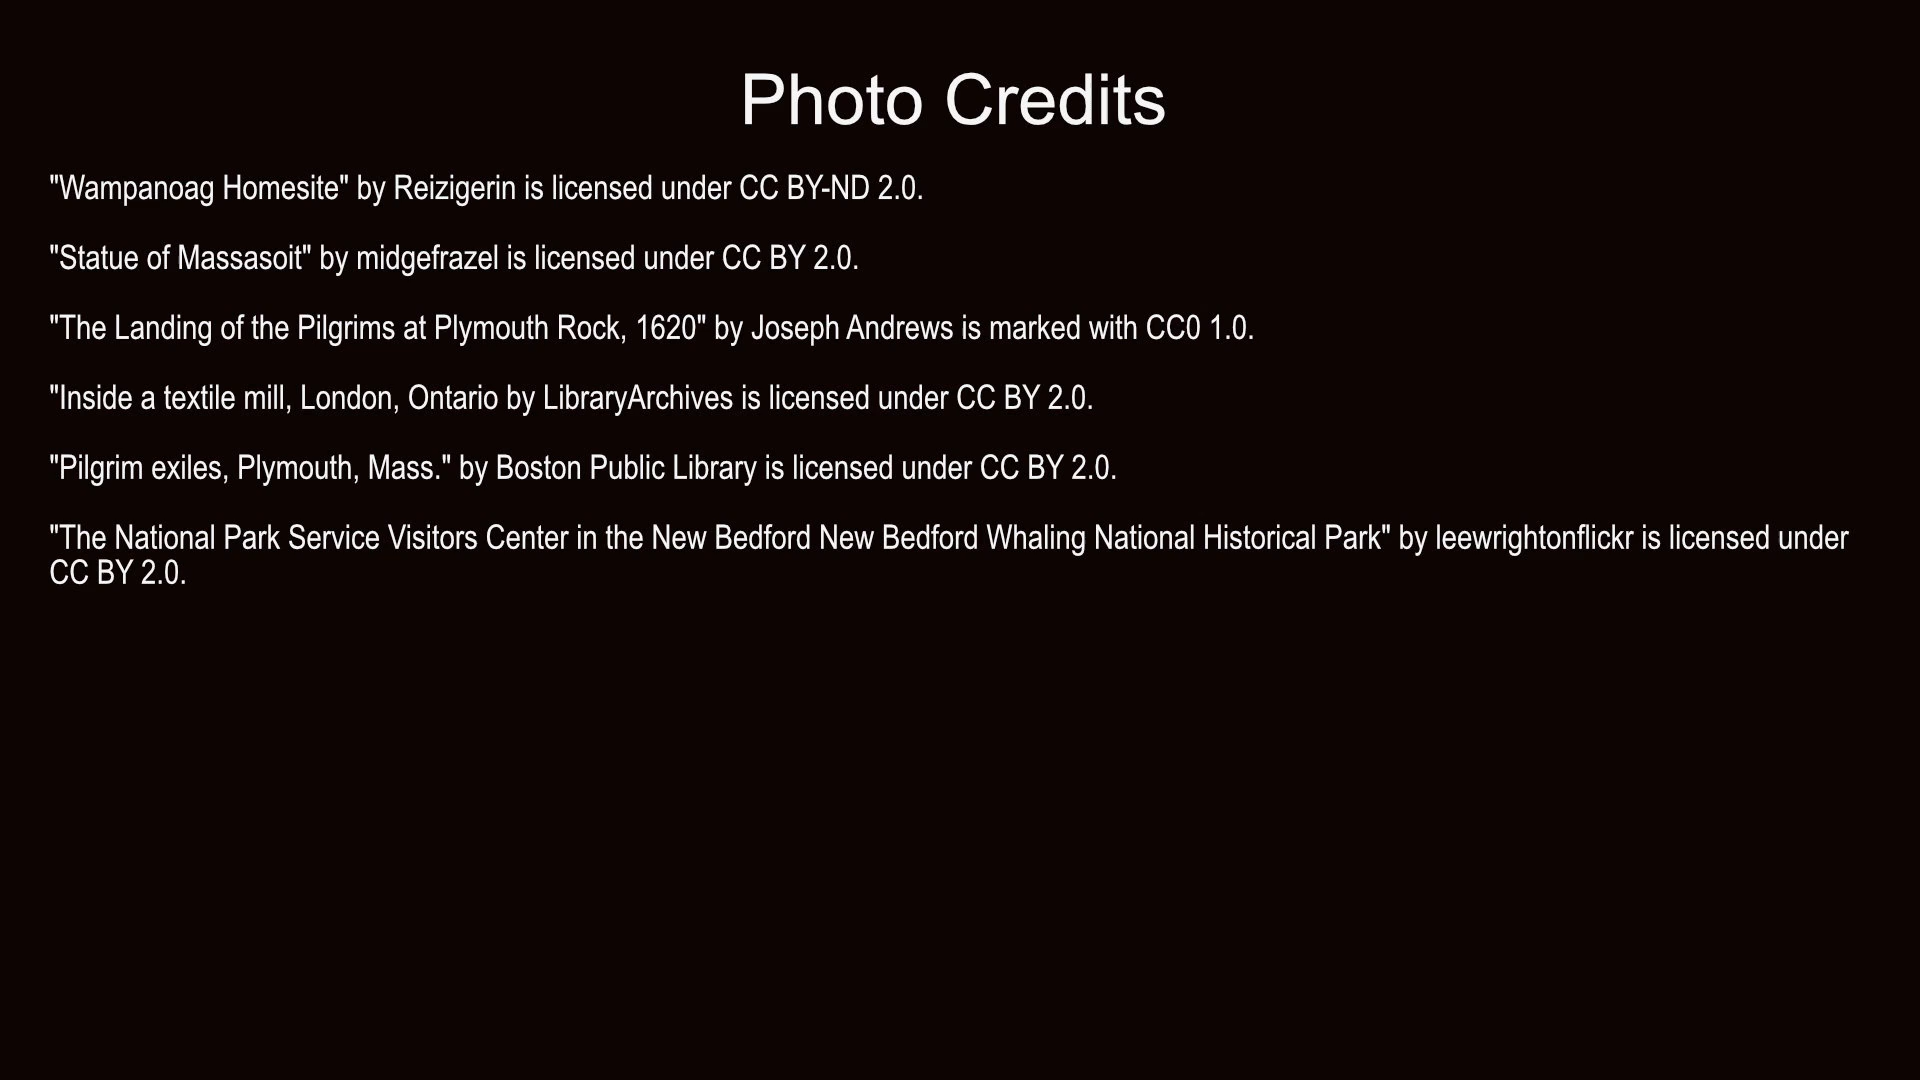 Photo Credits
"Wampanoag Homesite" by Reizigerin is licensed under CC BY-ND 2.0.
"Statue of Massasoit" by midgefrazel is licensed under CC BY 2.0.
"The Landing of the Pilgrims at Plymouth Rock, 1620" by Joseph Andrews is marked with CC0 1.0.
"Inside a textile mill, London, Ontario by LibraryArchives is licensed under CC BY 2.0.
"Pilgrim exiles, Plymouth, Mass." by Boston Public Library is licensed under CC BY 2.0.
"The National Park Service Visitors Center in the New Bedford New Bedford Whaling National Historical Park" by leewrightonflickr is licensed under
CC BY 2.0.